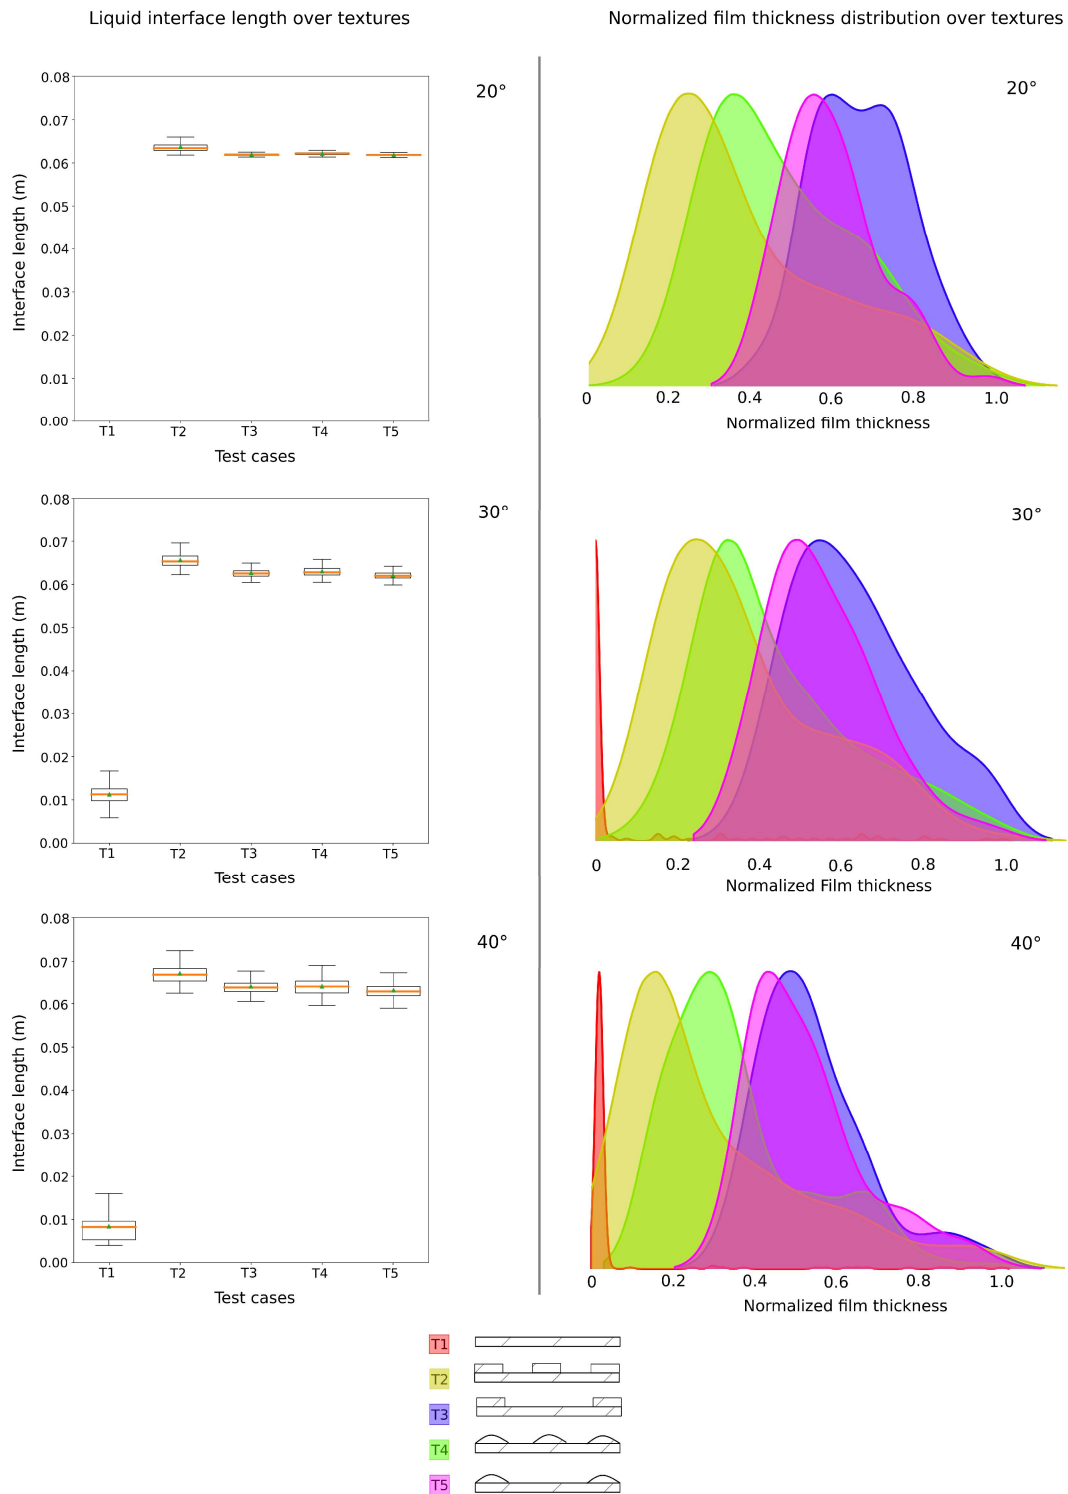 Liquid interface length over textures
Normalized film thickness distribution over textures
20°
0.08
0.07
0.06
0.05
0.04
0.03
0.02
0.01
0.00
Interface length (m)
T1 T2 T3 T4 T5
Test cases
20°
0 0.2 0.4 0.6 0.8 1.0
Normalized film thickness
30°
0.08
0.07
0.06
0.05
0.04
0.03
0.02
0.01
0.00
Interface length (m)
T1 T2 T3 T4 T5
Test cases
30°
0 0.2 0.4 0.6 0.8 1.0
Normalized Film thickness
40°
0.08
0.07
0.06
0.05
0.04
0.03
0.02
0.01
0.00
Interface length (m)
T1 T2 T3 T4 T5
Test cases
40°
0 0.2 0.4 0.6 0.8 1.0
Normalized film thickness
T1
T2
T3
T4
T5